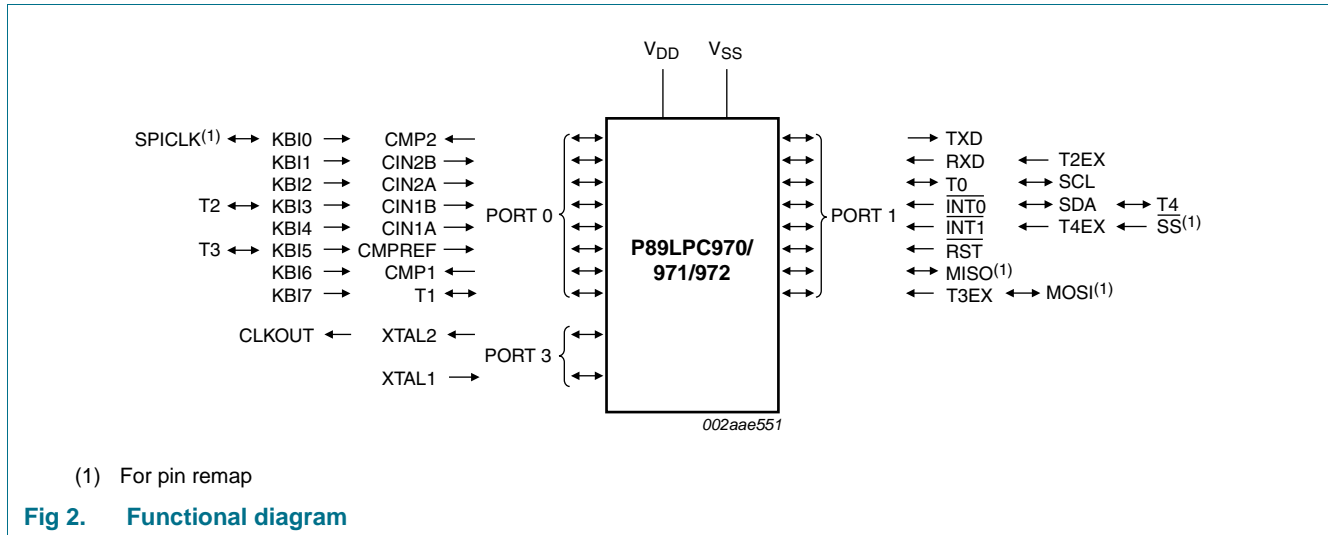 VDD VSS
SPICLK(1) KBI0 CMP2 TXD
KBI1 CIN2B RXD T2EX
KBI2 CIN2A T0 SCL
T2 KBI3 CIN1B INT0 SDA T4
PORT 0 PORT 1
KBI4 CIN1A INT1 T4EX SS(1)
T3 KBI5 CMPREF RST
KBI6 CMP1 MISO(1)
KBI7 T1 T3EX MOSI(1)
P89LPC970/
971/972
CLKOUT XTAL2
PORT 3
XTAL1
002aae551
(1) For pin remap
Fig 2. Functional diagram